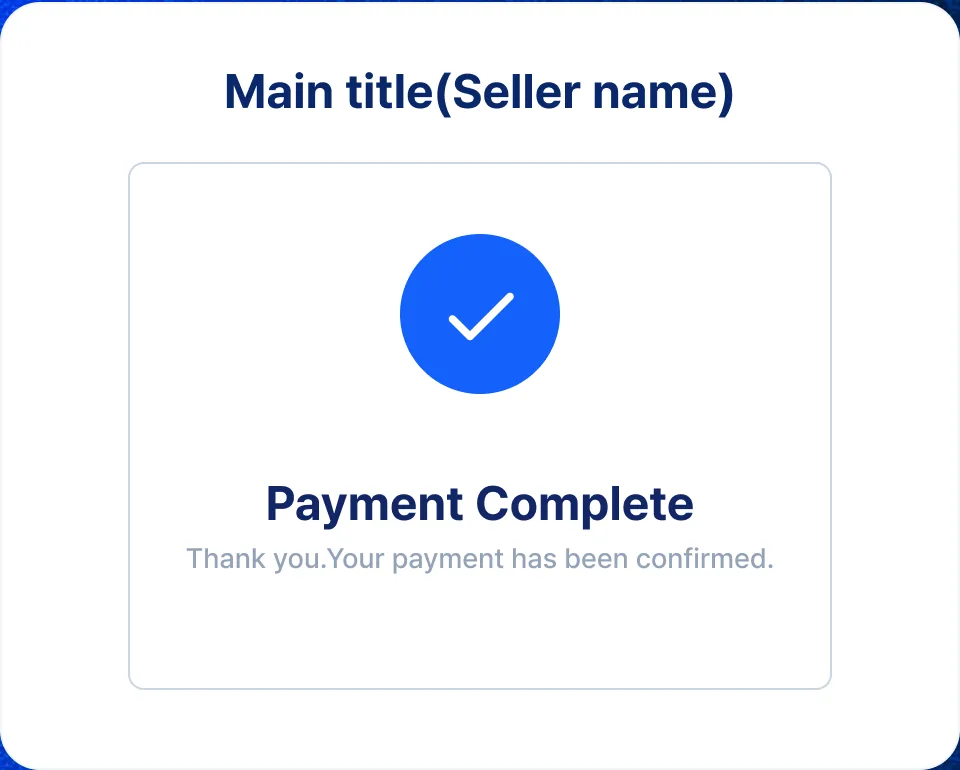 Main title(Seller name)
Payment Complete
Thank you.Your payment has been confirmed.